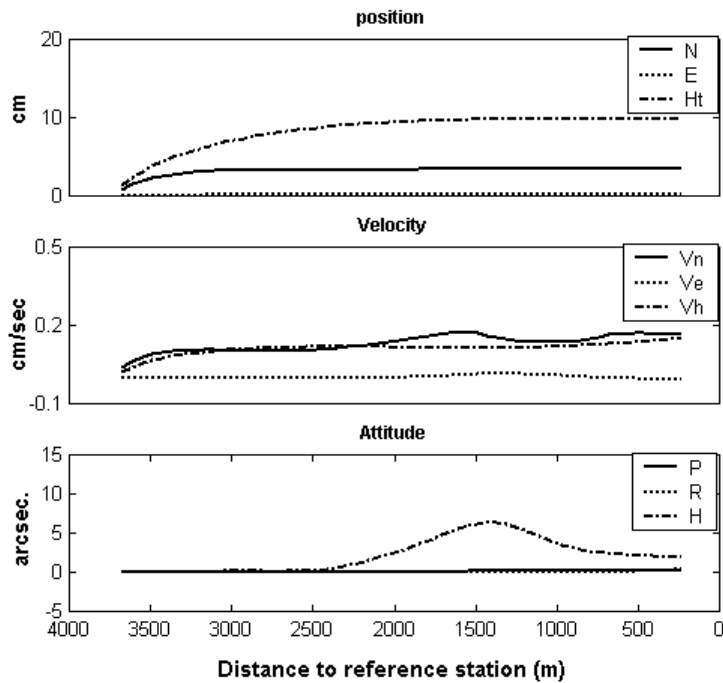 position
20
10
0
cm
N
E
Ht
Velocity
0.5
0.2
-0.1
cm/sec
Vn
Ve
Vh
Attitude
15
10
5
0
-5
arcsec.
P
R
H
4000 3500 3000 2500 2000 1500 1000 500 0
Distance to reference station (m)